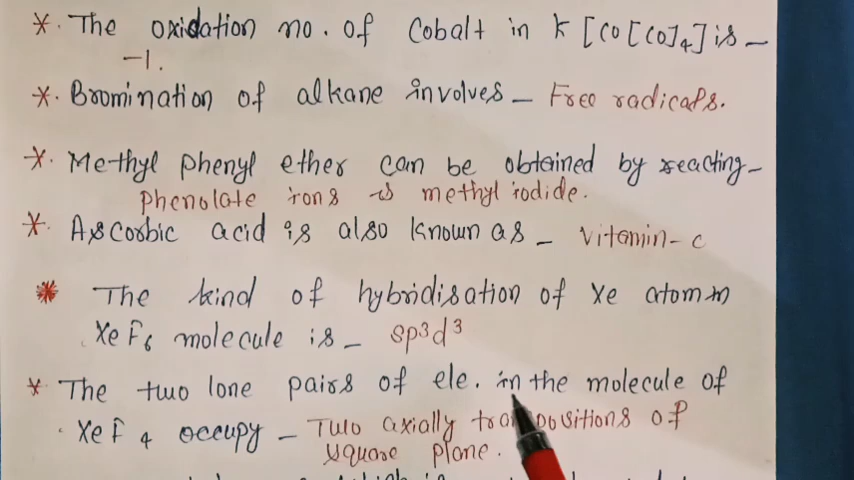 * The oxidation no. of Cobalt in K [CO[CO]4] is –
-1.
* Bromination of alkane involves – Free radicals.
* Methyl phenyl ether can be obtained by reacting-
phenolate irons is methyl iodide.
* Ascorbic acid is also known as – Vitamin-c
* The kind of hybridisation of Xe atom in
XeF6 molecule is – sp³d³
* The two lone pairs of ele. in the molecule of
XeF4 occupy – Two axially positions of
square plane.